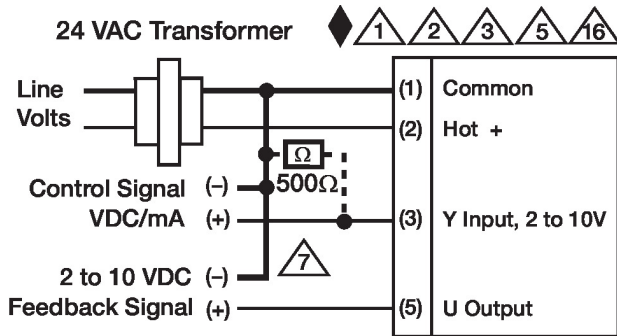 24 VAC Transformer
1 2 3 5 16
Line
Volts
(1) Common
(2) Hot +
Ω
500Ω
Control Signal (–)
VDC/mA (+)
(3) Y Input, 2 to 10V
7
2 to 10 VDC (–)
Feedback Signal (+)
(5) U Output